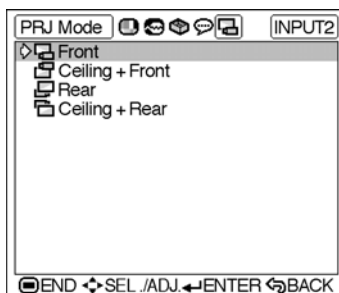 PRJ Mode INPUT2
Front
Ceiling + Front
Rear
Ceiling + Rear
END SEL./ADJ. ENTER BACK